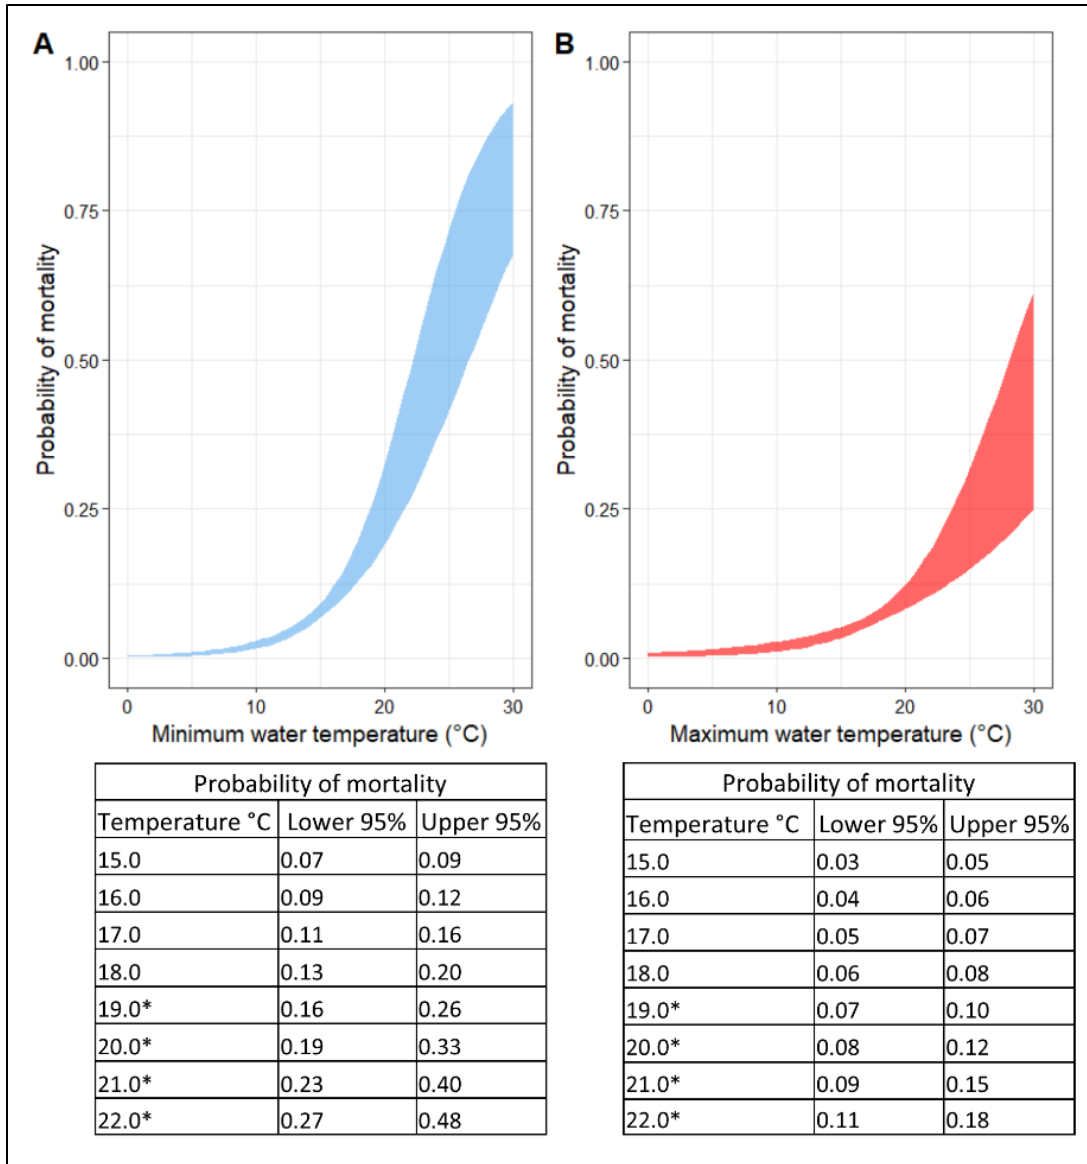 A
1.00
0.75
0.50
0.25
0.00
Probability of mortality
0 10 20 30
Minimum water temperature (°C)
B
1.00
0.75
0.50
0.25
0.00
Probability of mortality
0 10 20 30
Maximum water temperature (°C)
Probability of mortality
Temperature °C Lower 95% Upper 95%
15.0 0.07 0.09
16.0 0.09 0.12
17.0 0.11 0.16
18.0 0.13 0.20
19.0* 0.16 0.26
20.0* 0.19 0.33
21.0* 0.23 0.40
22.0* 0.27 0.48
Probability of mortality
Temperature °C Lower 95% Upper 95%
15.0 0.03 0.05
16.0 0.04 0.06
17.0 0.05 0.07
18.0 0.06 0.08
19.0* 0.07 0.10
20.0* 0.08 0.12
21.0* 0.09 0.15
22.0* 0.11 0.18